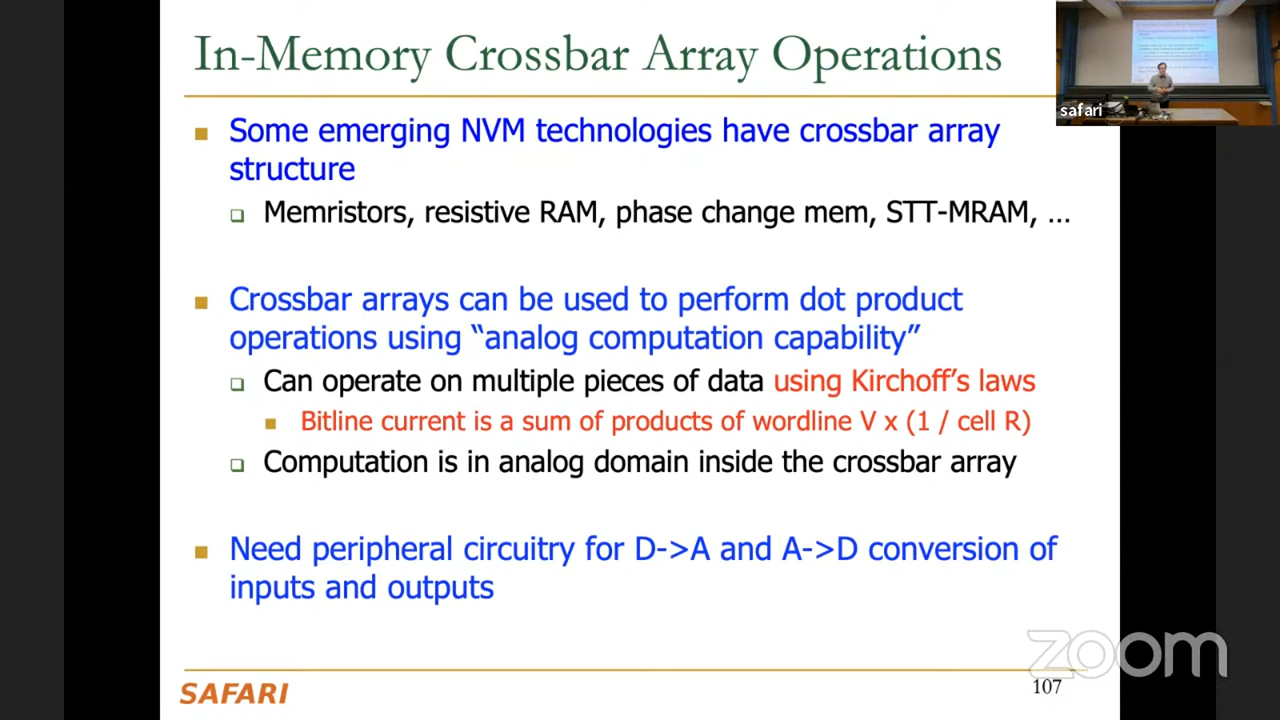 In-Memory Crossbar Array Operations
safari
Some emerging NVM technologies have crossbar array
structure
Memristors, resistive RAM, phase change mem, STT-MRAM, ...
Crossbar arrays can be used to perform dot product
operations using “analog computation capability”
Can operate on multiple pieces of data using Kirchoff’s laws
Bitline current is a sum of products of wordline V x (1 / cell R)
Computation is in analog domain inside the crossbar array
Need peripheral circuitry for D->A and A->D conversion of
inputs and outputs
zoom
SAFARI
107